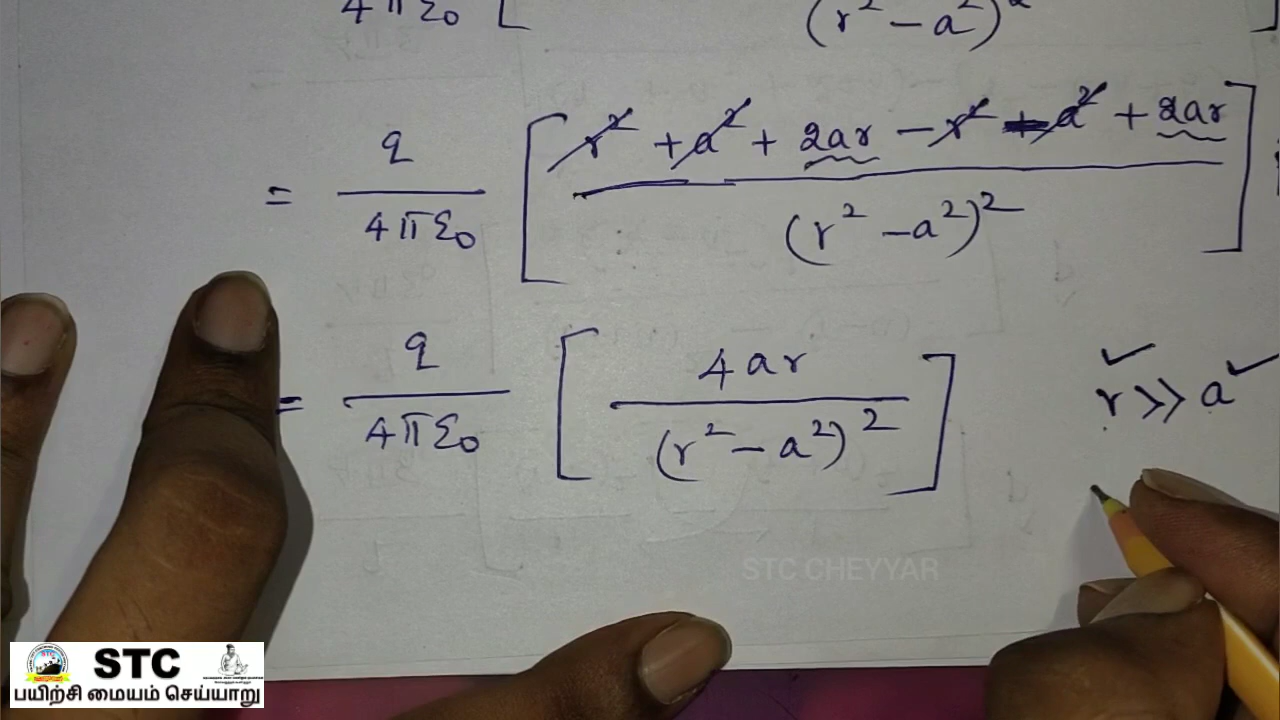 4πε₀ [ (r² – a²)² ]
= q / 4πε₀ [ r² + a² + 2ar – r² + a² + 2ar / (r² – a²)² ]
= q / 4πε₀ [ 4ar / (r² – a²)² ] r >> a
STC CHEYYAR
STC
பயிற்சி மையம் செய்யாறு